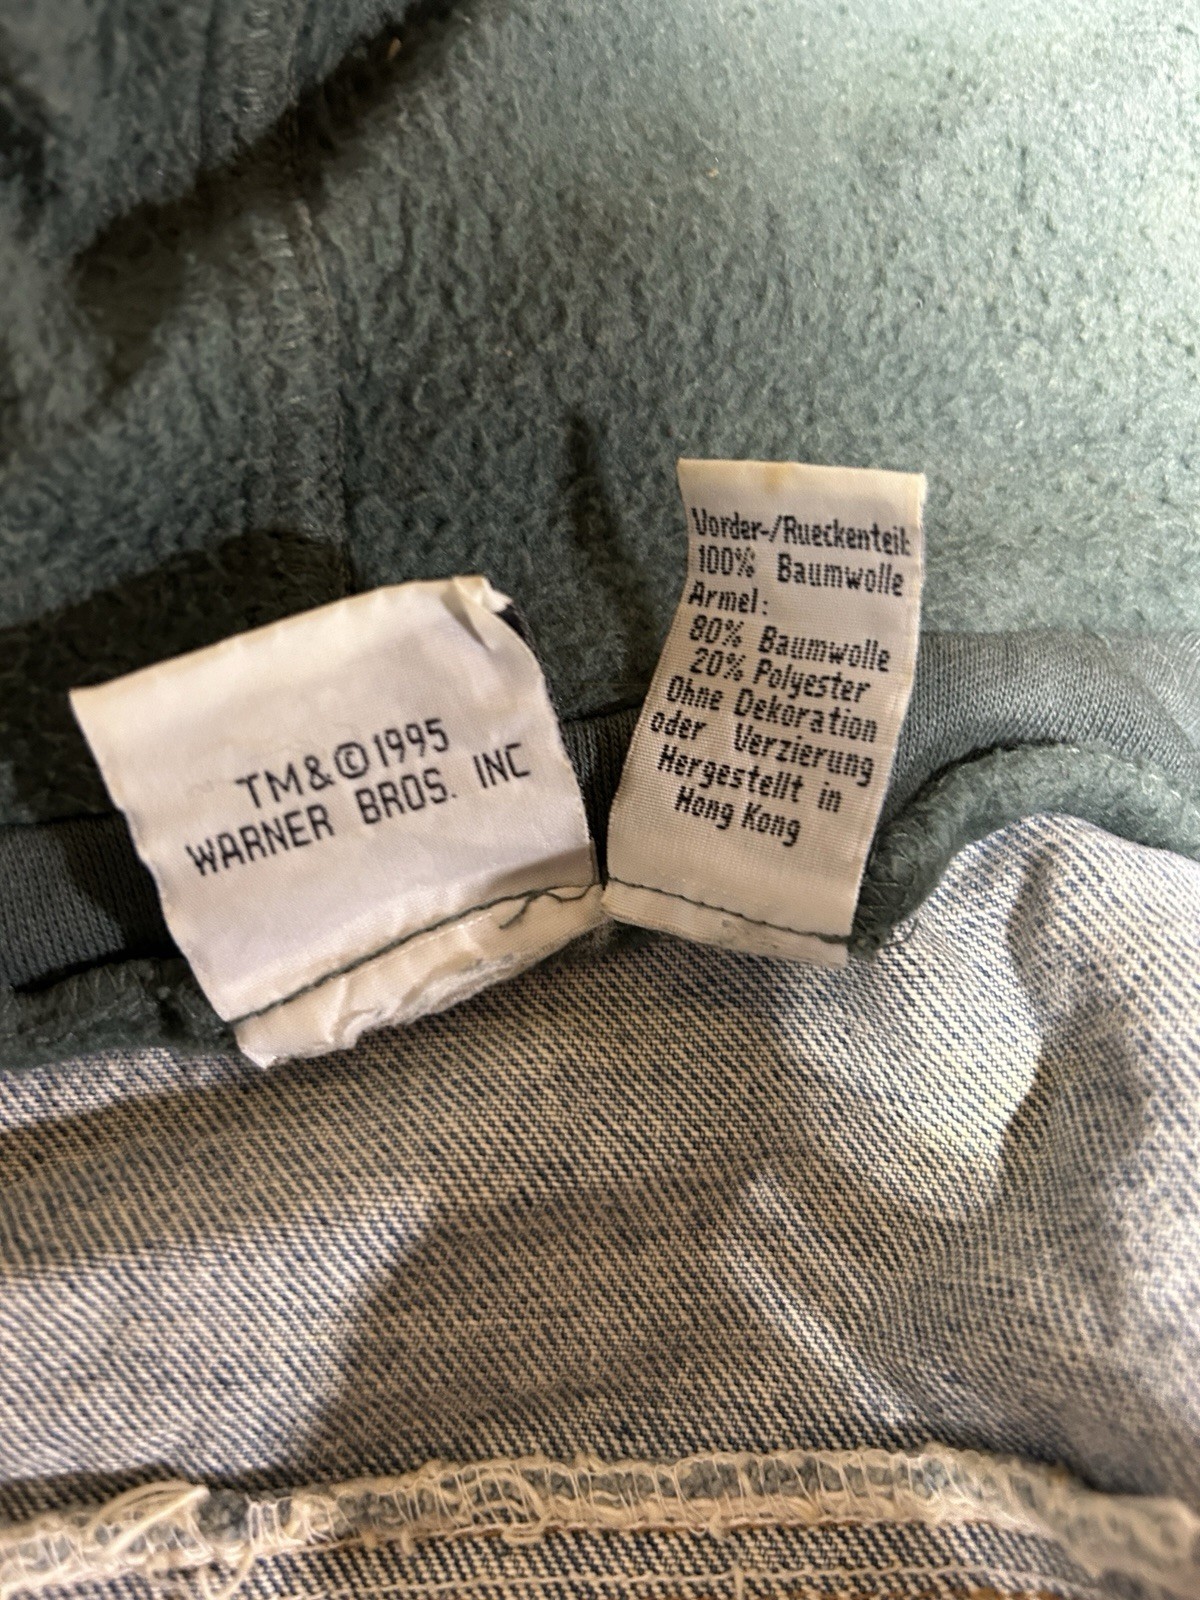 TM&©1995
WARNER BROS. INC
Vorder-/Rueckenteil:
100% Baumwolle
Armel:
80% Baumwolle
20% Polyester
Ohne Dekoration
oder Verzierung
Hergestellt in
Hong Kong